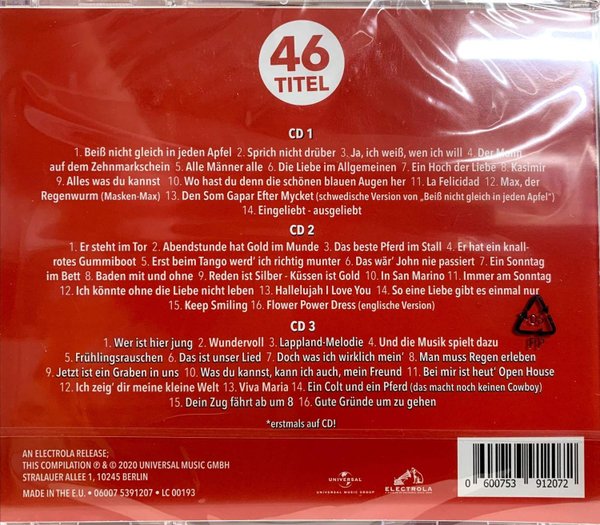 46
TITEL
CD 1
1. Beiß nicht gleich in jeden Apfel 2. Sprich nicht drüber 3. Ja, ich weiß, wen ich will 4. Der Mann
auf dem Zehnmarkschein 5. Alle Männer alle 6. Die Liebe im Allgemeinen 7. Ein Hoch der Liebe 8. Kasimir
9. Alles was du kannst 10. Wo hast du denn die schönen blauen Augen her 11. La Felicidad 12. Max, der
Regenwurm (Masken-Max) 13. Den Som Gapar Efter Mycket (schwedische Version von „Beiß nicht gleich in jeden Apfel“)
14. Eingeliebt - ausgeliebt
CD 2
1. Er steht im Tor 2. Abendstunde hat Gold im Munde 3. Das beste Pferd im Stall 4. Er hat ein knall-
rotes Gummiboot 5. Erst beim Tango werd' ich richtig munter 6. Das wär' John nie passiert 7. Ein Sonntag
im Bett 8. Baden mit und ohne 9. Reden ist Silber - Küssen ist Gold 10. In San Marino 11. Immer am Sonntag
12. Ich könnte ohne die Liebe nicht leben 13. Hallelujah I Love You 14. So eine Liebe gibt es einmal nur
15. Keep Smiling 16. Flower Power Dress (englische Version)
CD 3
1. Wer ist hier jung 2. Wundervoll 3. Lappland-Melodie 4. Und die Musik spielt dazu
5. Frühlingsrauschen 6. Das ist unser Lied 7. Doch was ich wirklich mein' 8. Man muss Regen erleben
9. Jetzt ist ein Graben in uns 10. Was du kannst, kann ich auch, mein Freund 11. Bei mir ist heut' Open House
12. Ich zeig' dir meine kleine Welt 13. Viva Maria 14. Ein Colt und ein Pferd (das macht noch keinen Cowboy)
15. Dein Zug fährt ab um 8 16. Gute Gründe um zu gehen
*erstmals auf CD!
AN ELECTROLA RELEASE;
THIS COMPILATION ℗ & © 2020 UNIVERSAL MUSIC GMBH
STRALAUER ALLEE 1, 10245 BERLIN
MADE IN THE E.U. • 06007 5391207 • LC 00193
UNIVERSAL
UNIVERSAL MUSIC GROUP
ELECTROLA
0 600753 912072